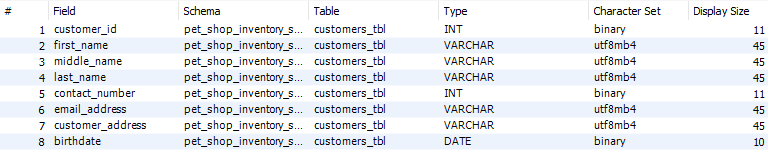 # Field Schema Table Type Character Set Display Size
1 customer_id pet_shop_inventory_s... customers_tbl INT binary 11
2 first_name pet_shop_inventory_s... customers_tbl VARCHAR utf8mb4 45
3 middle_name pet_shop_inventory_s... customers_tbl VARCHAR utf8mb4 45
4 last_name pet_shop_inventory_s... customers_tbl VARCHAR utf8mb4 45
5 contact_number pet_shop_inventory_s... customers_tbl INT binary 11
6 email_address pet_shop_inventory_s... customers_tbl VARCHAR utf8mb4 45
7 customer_address pet_shop_inventory_s... customers_tbl VARCHAR utf8mb4 45
8 birthdate pet_shop_inventory_s... customers_tbl DATE binary 10